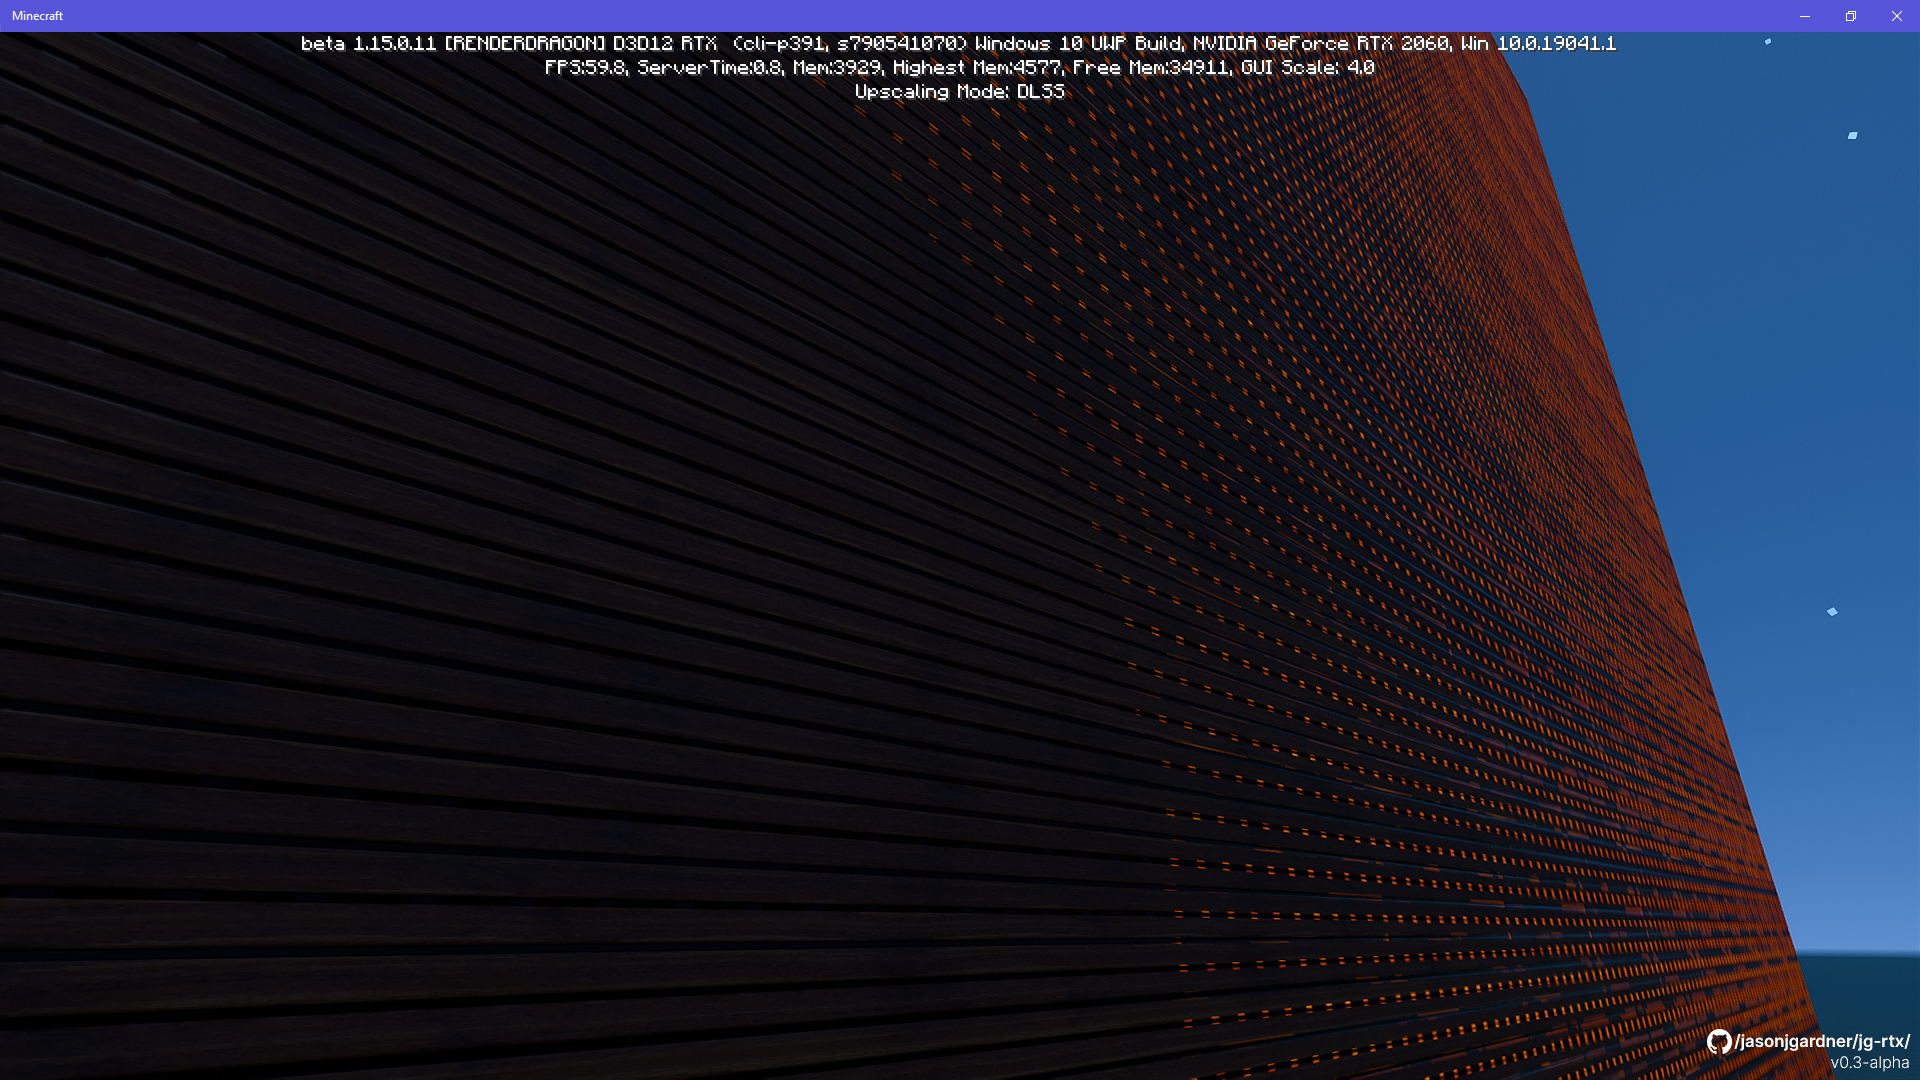 Minecraft
beta 1.15.0.11 [RENDERDRAGON] D3D12 RTX (cli-p391, s790541070) Windows 10 UWP Build, NVIDIA GeForce RTX 2060, Win 10.0.19041.1
FPS:59.8, ServerTime:0.8, Mem:3929, Highest Mem:4577, Free Mem:34911, GUI Scale: 4.0
Upscaling Mode: DLSS
/jasonjgardner/jg-rtx/
v0.3-alpha